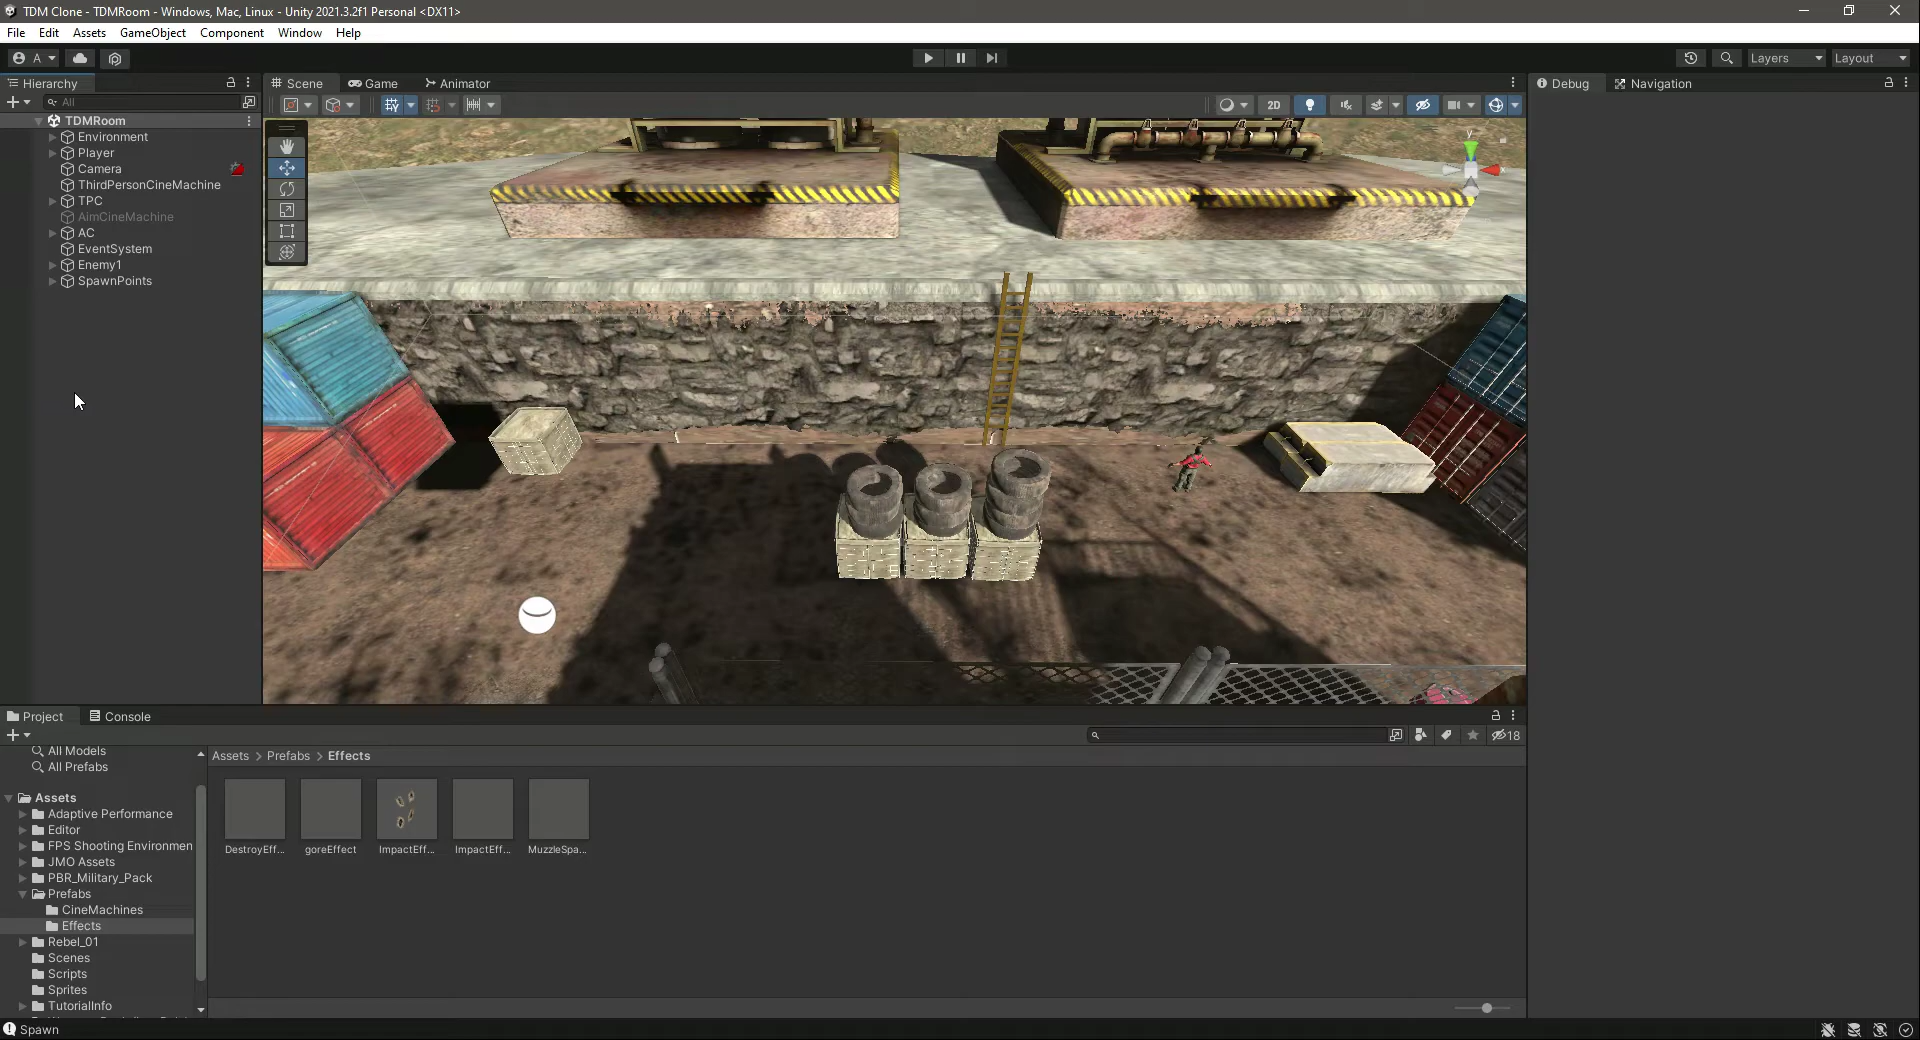 TDM Clone - TDMRoom - Windows, Mac, Linux - Unity 2021.3.2f1 Personal <DX11>
File Edit Assets GameObject Component Window Help
A Layers Layout
Hierarchy
All
TDMRoom
Environment
Player
Camera
ThirdPersonCineMachine
TPC
AimCineMachine
AC
EventSystem
Enemy1
SpawnPoints
Scene Game Animator
2D
y
x
Debug Navigation
Project Console
18
All Models
All Prefabs
Assets
Adaptive Performance
Editor
FPS Shooting Environmen
JMO Assets
PBR_Military_Pack
Prefabs
CineMachines
Effects
Rebel_01
Scenes
Scripts
Sprites
TutorialInfo
Assets > Prefabs > Effects
DestroyEff... goreEffect ImpactEff... ImpactEff... MuzzleSpa...
Spawn